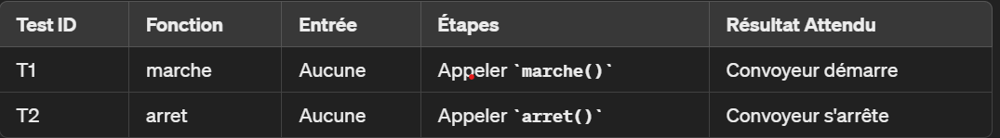 Test ID Fonction Entrée Étapes Résultat Attendu
T1 marche Aucune Appeler `marche()` Convoyeur démarre
T2 arret Aucune Appeler `arret()` Convoyeur s'arrête